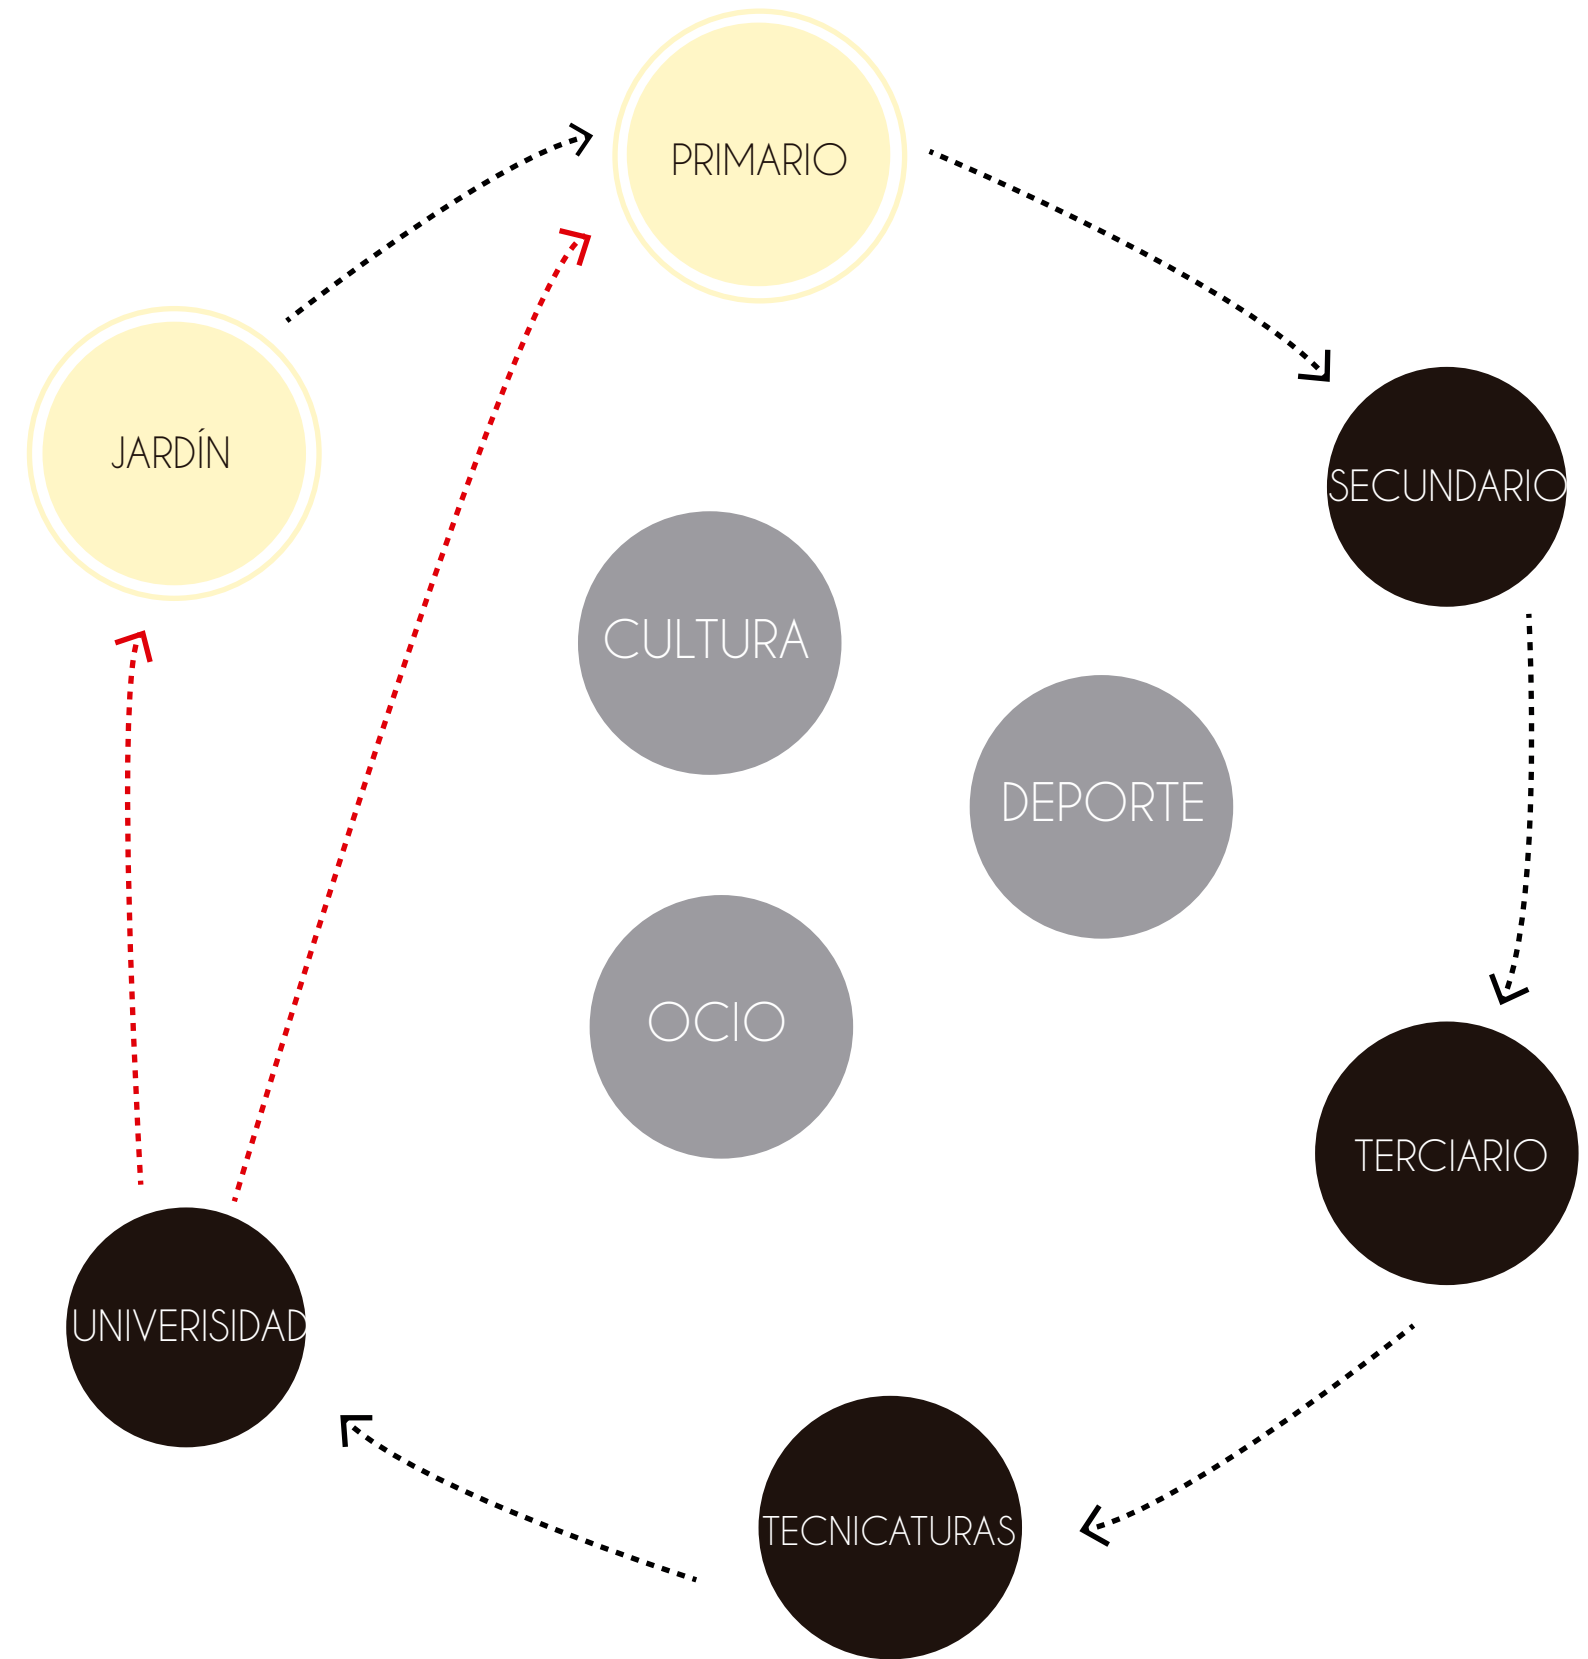 PRIMARIO
JARDÍN
SECUNDARIO
CULTURA
DEPORTE
OCIO
TERCIARIO
UNIVERISIDAD
TECNICATURAS